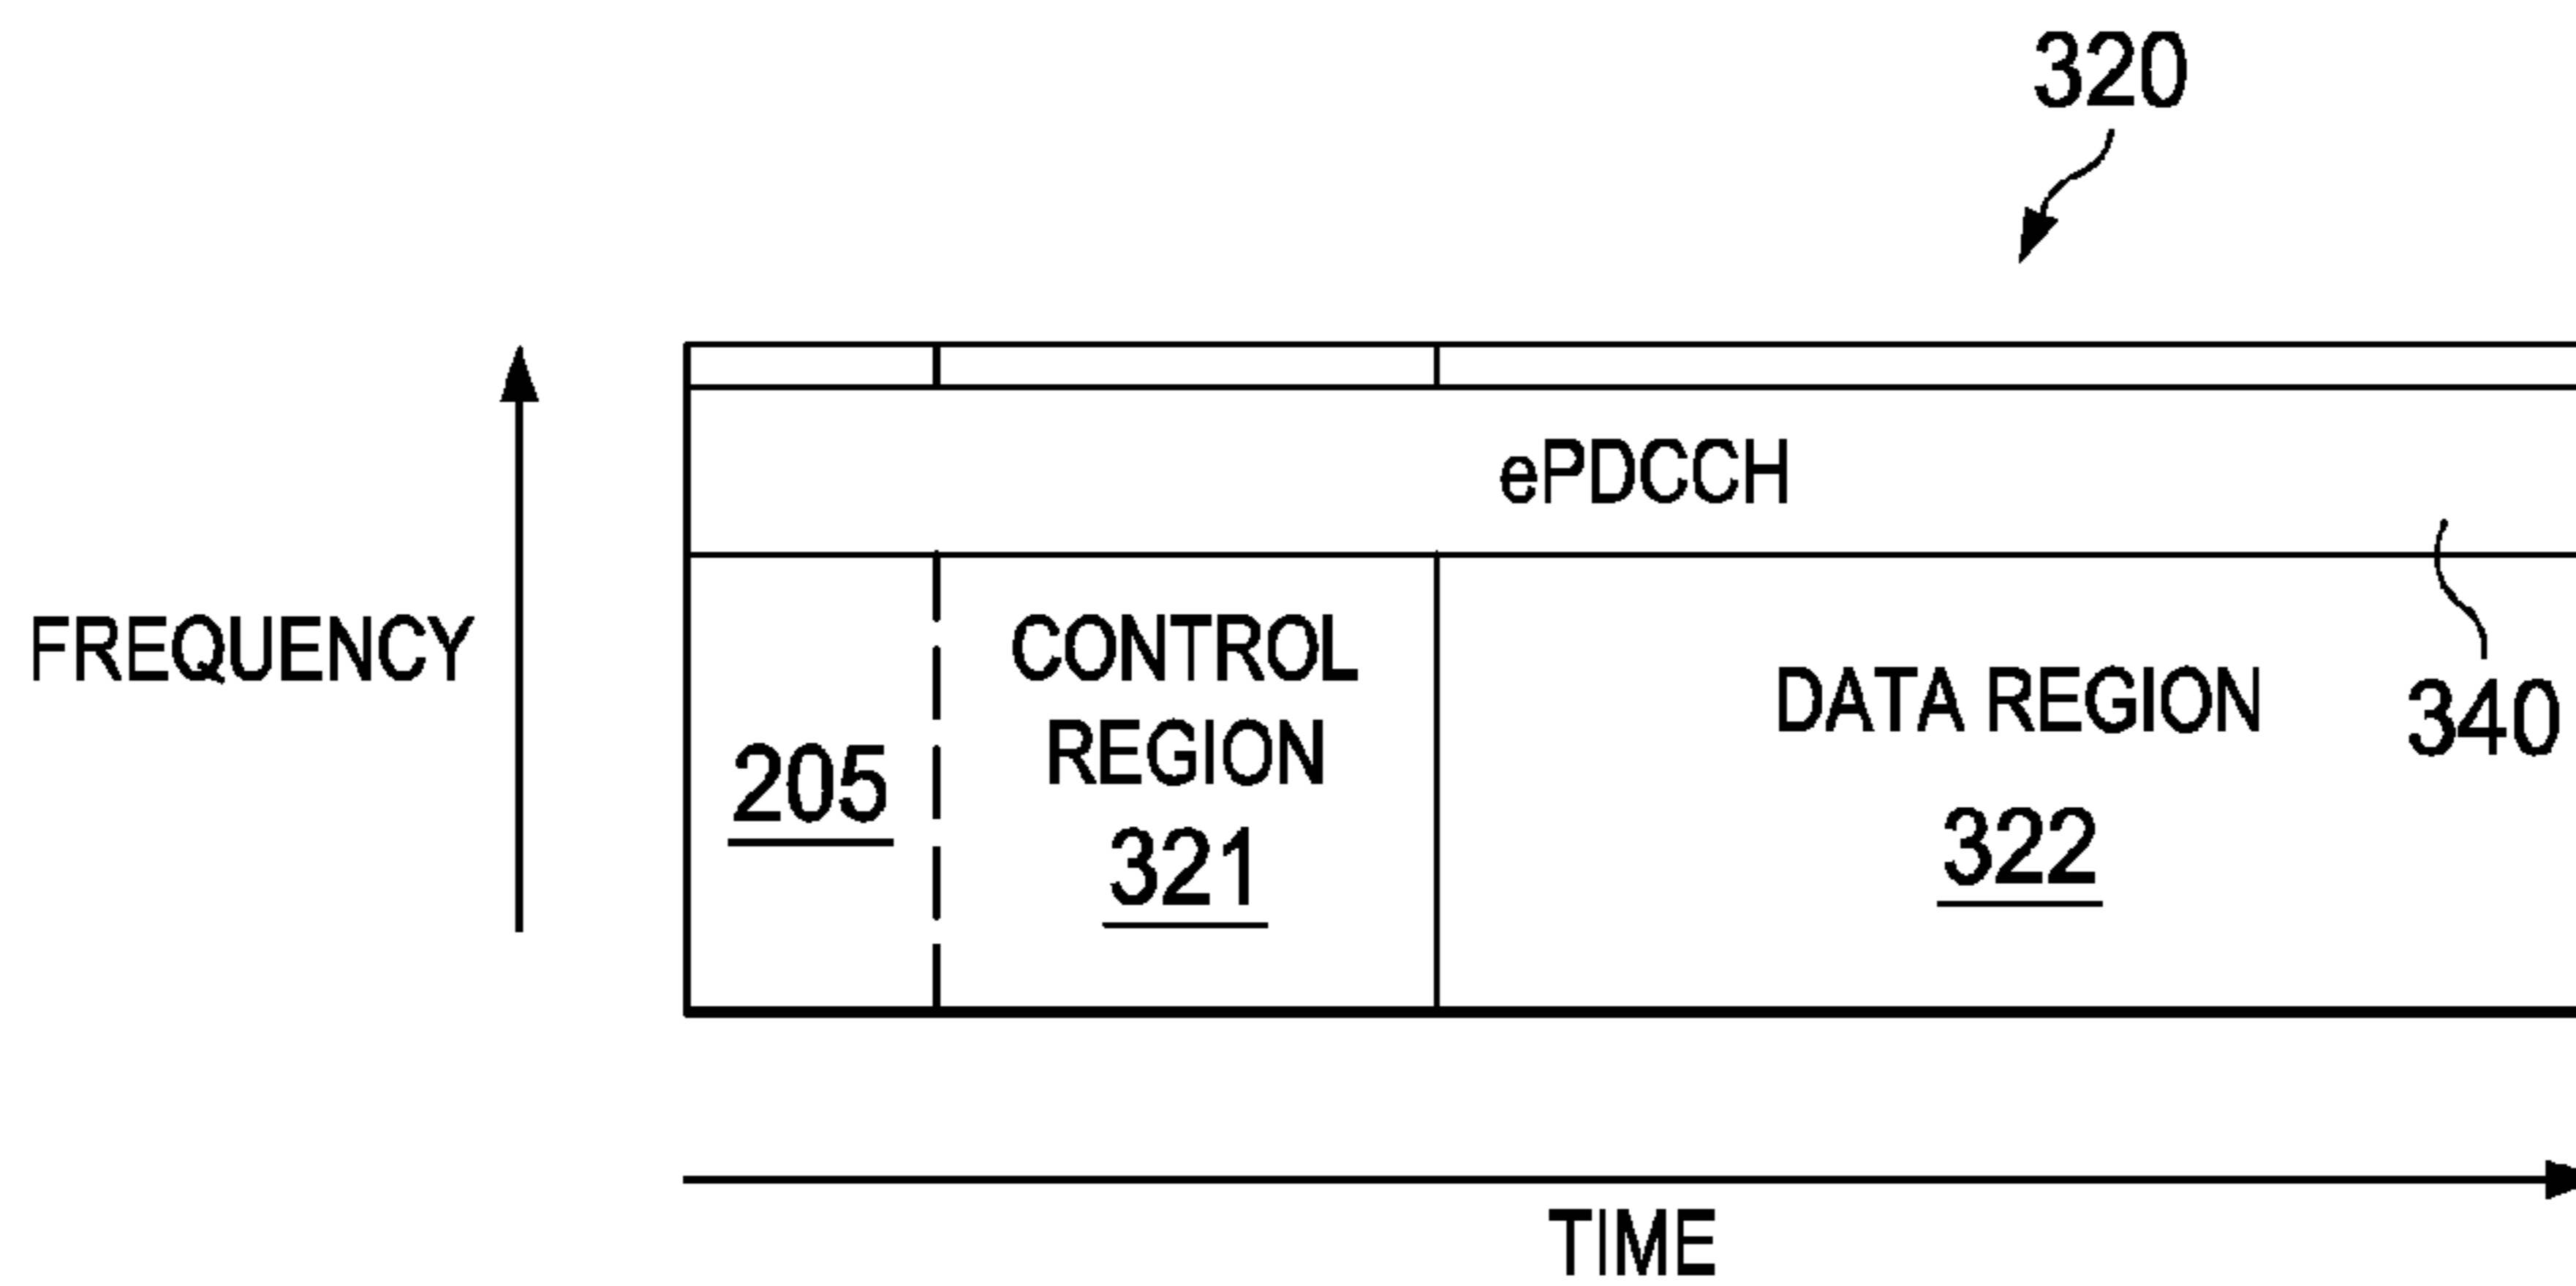 320
ePDCCH
FREQUENCY
205
CONTROL
REGION
321
DATA REGION
322
340
TIME